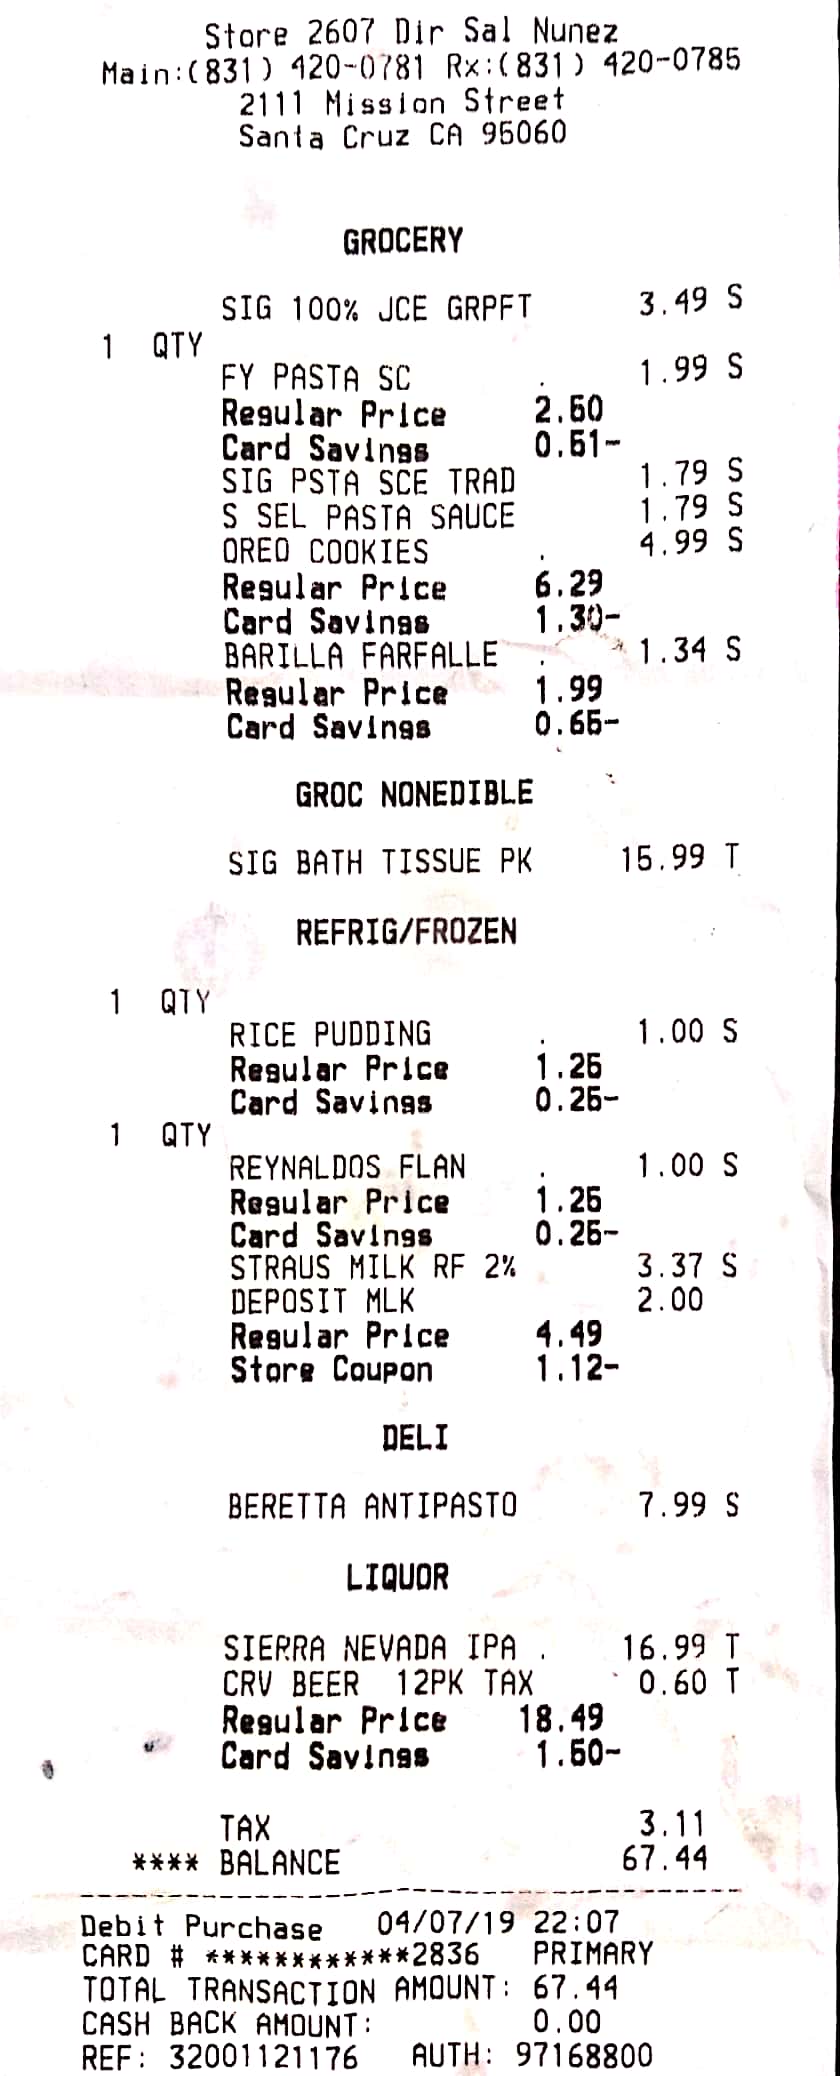 Store 2607 Dir Sal Nunez
Main:(831) 420-0781 Rx:(831) 420-0785
2111 Mission Street
Santa Cruz CA 95060
GROCERY
SIG 100% JCE GRPFT 3.49 S
1 QTY
FY PASTA SC . 1.99 S
Regular Price 2.50
Card Savings 0.51-
SIG PSTA SCE TRAD 1.79 S
S SEL PASTA SAUCE 1.79 S
OREO COOKIES . 4.99 S
Regular Price 6.29
Card Savings 1.30-
BARILLA FARFALLE . 1.34 S
Regular Price 1.99
Card Savings 0.65-
GROC NONEDIBLE
SIG BATH TISSUE PK 15.99 T
REFRIG/FROZEN
1 QTY
RICE PUDDING . 1.00 S
Regular Price 1.25
Card Savings 0.25-
1 QTY
REYNALDOS FLAN . 1.00 S
Regular Price 1.25
Card Savings 0.25-
STRAUS MILK RF 2% 3.37 S
DEPOSIT MLK 2.00
Regular Price 4.49
Store Coupon 1.12-
DELI
BERETTA ANTIPASTO 7.99 S
LIQUOR
SIERRA NEVADA IPA . 16.99 T
CRV BEER 12PK TAX 0.60 T
Regular Price 18.49
Card Savings 1.50-
TAX 3.11
**** BALANCE 67.44
Debit Purchase 04/07/19 22:07
CARD # ************2836 PRIMARY
TOTAL TRANSACTION AMOUNT: 67.44
CASH BACK AMOUNT: 0.00
REF: 32001121176 AUTH: 97168800